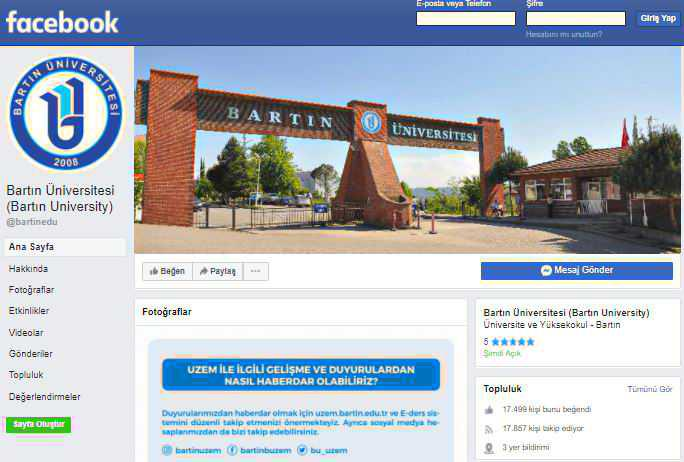 facebook
E-posta veya Telefon
Şifre
Giriş Yap
Hesabını mı unuttun?
BARTIN ÜNİVERSİTESİ
2008
BARTIN ÜNİVERSİTESİ
Bartın Üniversitesi
(Bartın University)
@bartinedu
Ana Sayfa
Hakkında
Fotoğraflar
Etkinlikler
Videolar
Gönderiler
Topluluk
Değerlendirmeler
Sayfa Oluştur
Beğen
Paylaş
...
Mesaj Gönder
Fotoğraflar
UZEM İLE İLGİLİ GELİŞME VE DUYURULARDAN
NASIL HABERDAR OLABİLİRİZ?
Duyurularımızdan haberdar olmak için uzem.bartin.edu.tr ve E-ders sis-
temini düzenli takip etmenizi önermekteyiz. Ayrıca sosyal medya he-
saplarımızdan da bizi takip edebilirsiniz.
bartinuzem
bartinbuzem
bu_uzem
Bartın Üniversitesi (Bartın University)
Üniversite ve Yüksekokul - Bartın
5
Şimdi Açık
Topluluk
Tümünü Gör
17.499 kişi bunu beğendi
17.857 kişi takip ediyor
3 yer bildirimi